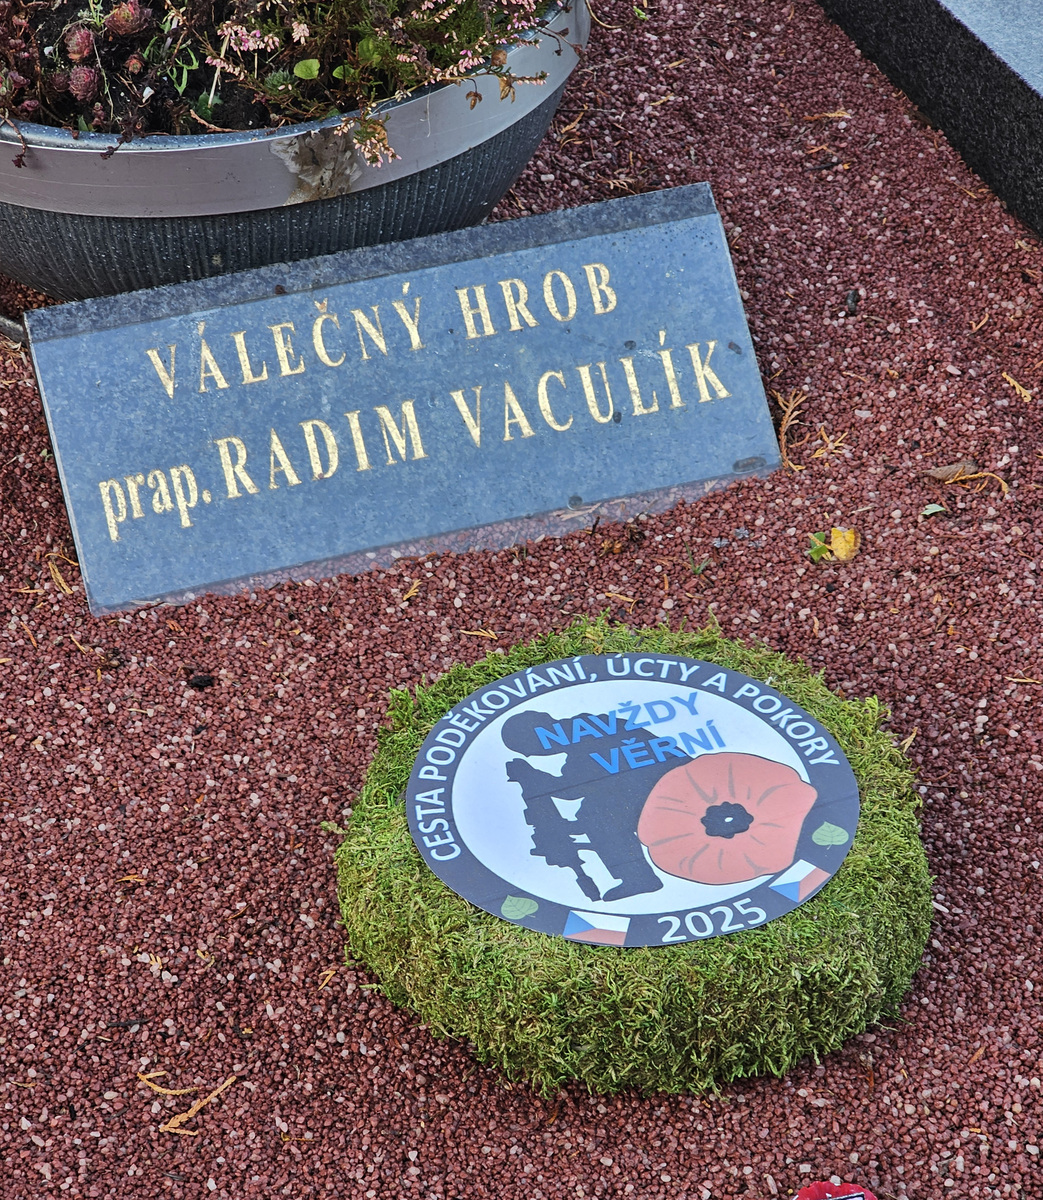 VÁLEČNÝ HROB
prap. RADIM VACULÍK
CESTA PODĚKOVÁNÍ, ÚCTY A POKORY
NAVŽDY
VĚRNÍ
2025